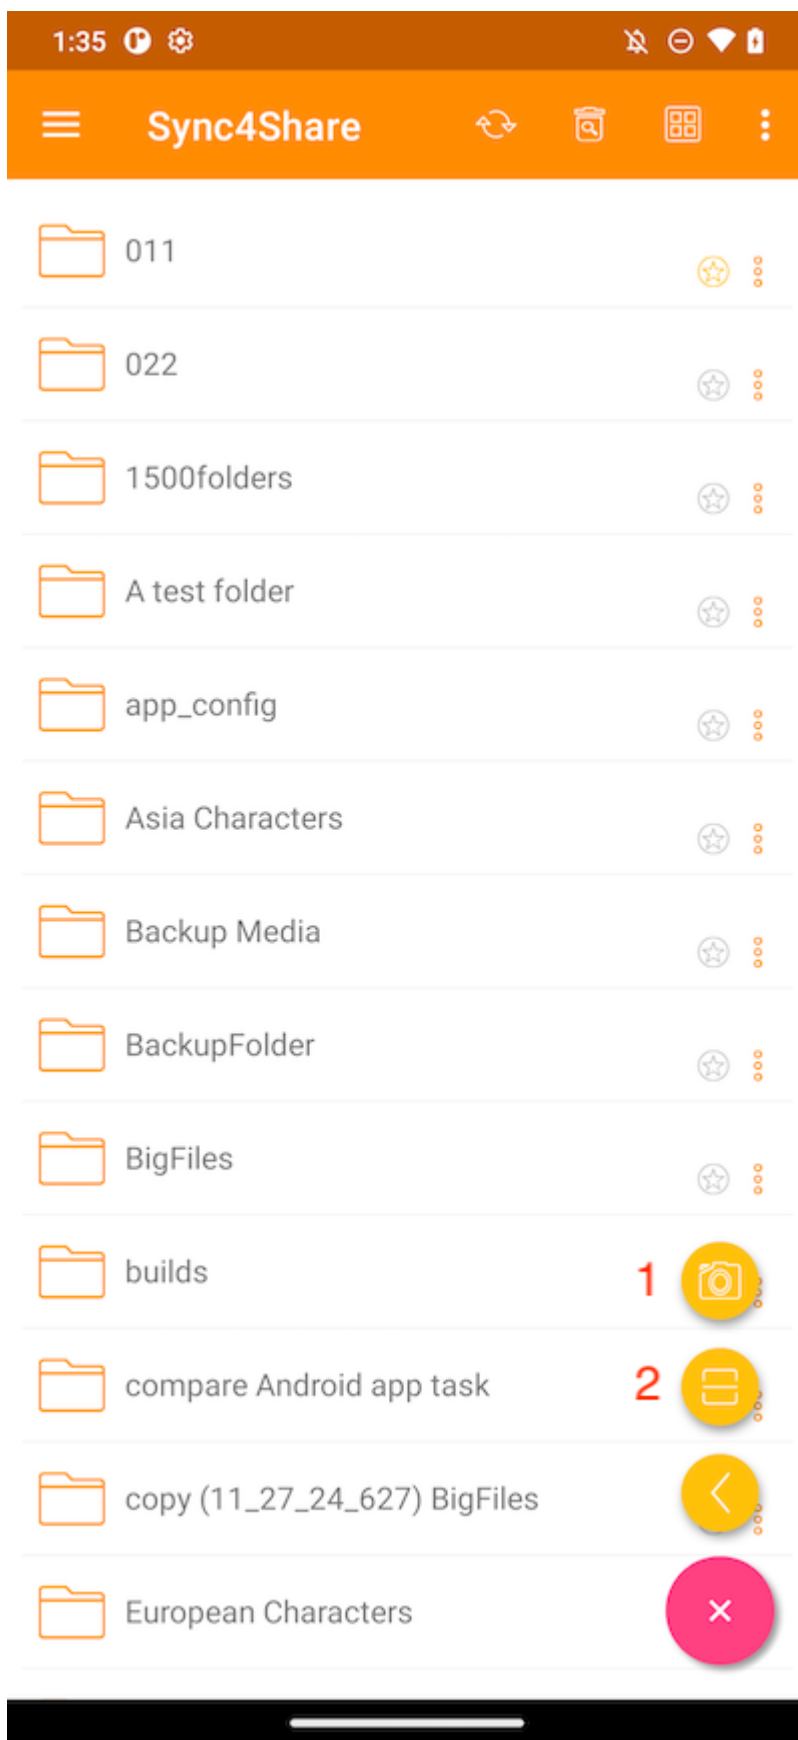 1:35
Sync4Share
011
022
1500folders
A test folder
app_config
Asia Characters
Backup Media
BackupFolder
BigFiles
builds
1
compare Android app task
2
copy (11_27_24_627) BigFiles
European Characters